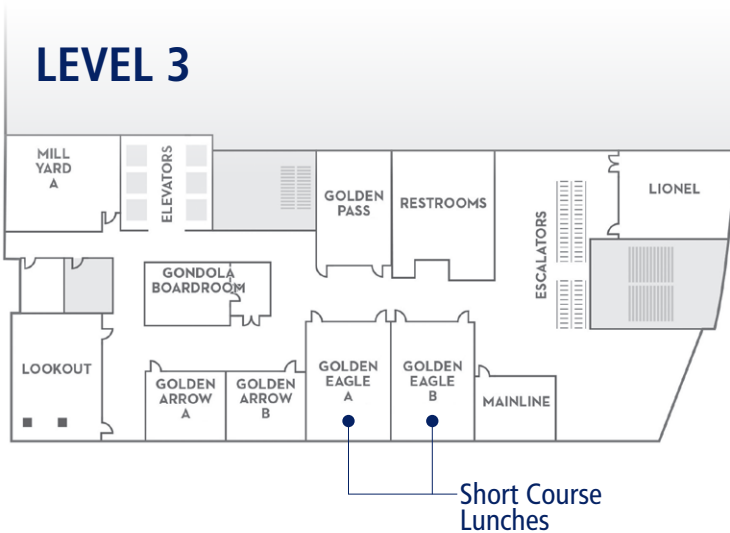 LEVEL 3
MILL
YARD
A
ELEVATORS
GOLDEN
PASS
RESTROOMS
ESCALATORS
LIONEL
GONDOLA
BOARDROOM
LOOKOUT
GOLDEN
ARROW
A
GOLDEN
ARROW
B
GOLDEN
EAGLE
A
GOLDEN
EAGLE
B
MAINLINE
Short Course
Lunches